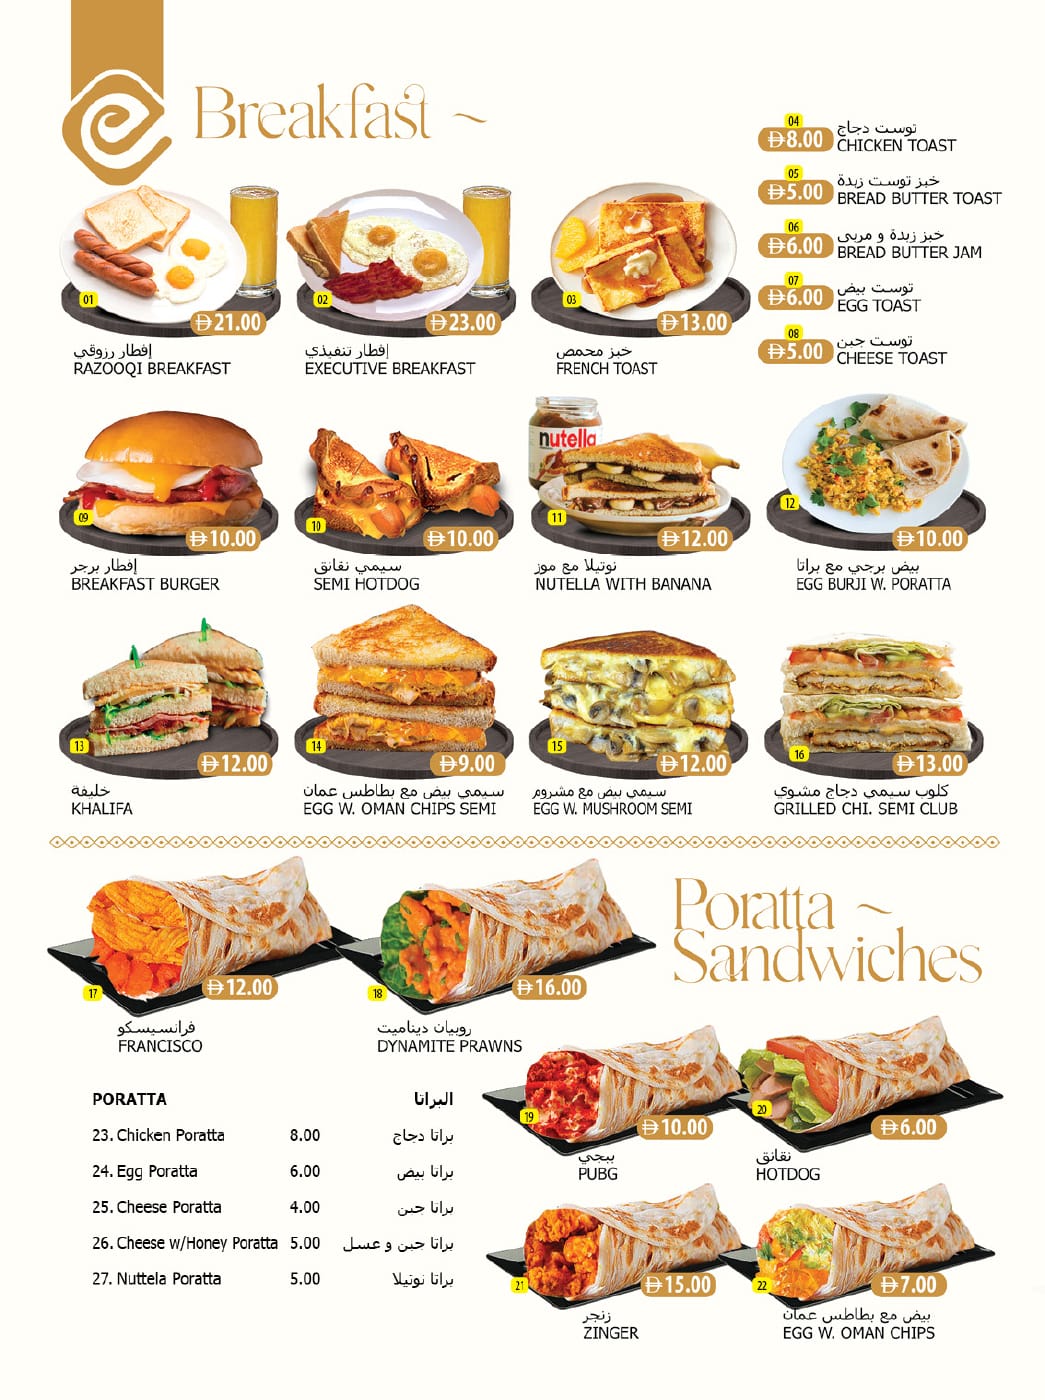 Breakfast ~
01
21.00
إفطار رزوقي
RAZOOQI BREAKFAST
02
23.00
إفطار تنفيذي
EXECUTIVE BREAKFAST
03
13.00
خبز محمص
FRENCH TOAST
04
8.00
توست دجاج
CHICKEN TOAST
05
5.00
خبز توست زبدة
BREAD BUTTER TOAST
06
6.00
خبز زبدة و مربى
BREAD BUTTER JAM
07
6.00
توست بيض
EGG TOAST
08
5.00
توست جبن
CHEESE TOAST
09
10.00
إفطار برجر
BREAKFAST BURGER
10
10.00
سيمي نقانق
SEMI HOTDOG
nutella
11
12.00
نوتيلا مع موز
NUTELLA WITH BANANA
12
10.00
بيض برجي مع براتا
EGG BURJI W. PORATTA
13
12.00
خليفة
KHALIFA
14
9.00
سيمي بيض مع بطاطس عمان
EGG W. OMAN CHIPS SEMI
15
12.00
سيمي بيض مع مشروم
EGG W. MUSHROOM SEMI
16
13.00
كلوب سيمي دجاج مشوي
GRILLED CHI. SEMI CLUB
Poratta ~
Sandwiches
17
12.00
فرانسيسكو
FRANCISCO
18
16.00
روبيان ديناميت
DYNAMITE PRAWNS
19
10.00
ببجي
PUBG
20
6.00
نقانق
HOTDOG
21
15.00
زنجر
ZINGER
22
7.00
بيض مع بطاطس عمان
EGG W. OMAN CHIPS
PORATTA البراتا
23. Chicken Poratta 8.00 براتا دجاج
24. Egg Poratta 6.00 براتا بيض
25. Cheese Poratta 4.00 براتا جبن
26. Cheese w/Honey Poratta 5.00 براتا جبن و عسل
27. Nuttela Poratta 5.00 براتا نوتيلا